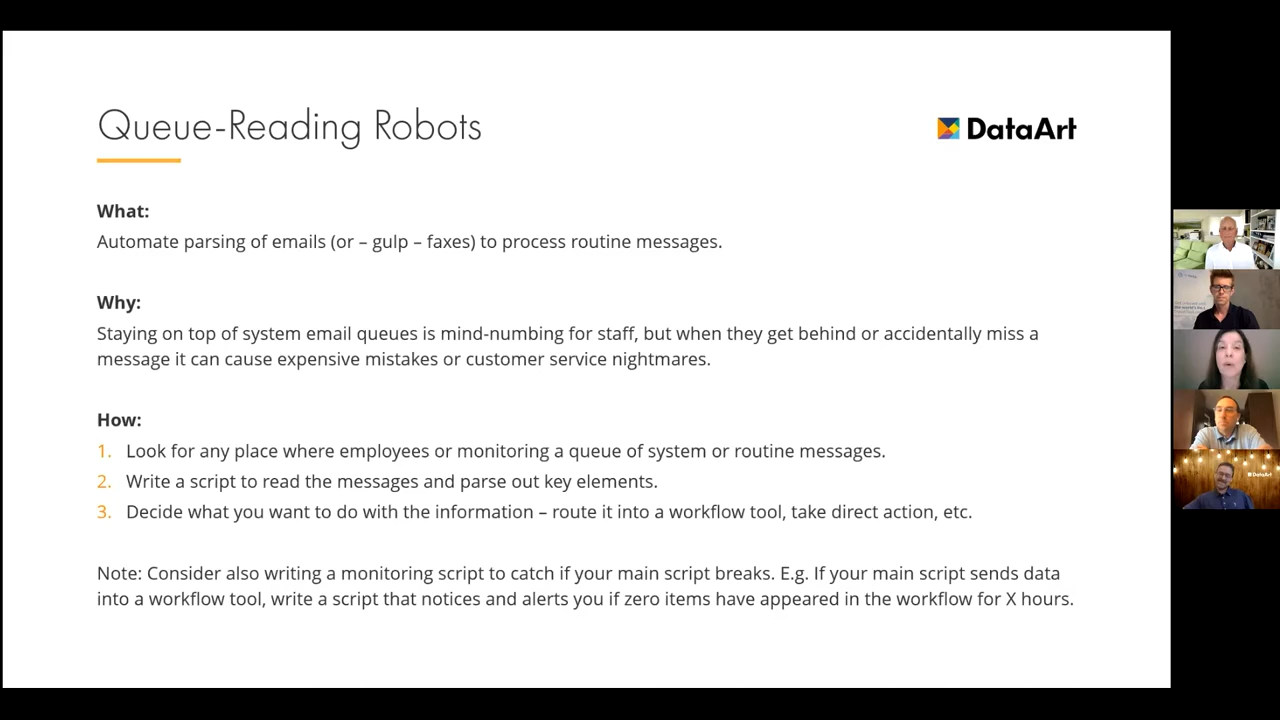 Queue-Reading Robots
DataArt
What:
Automate parsing of emails (or – gulp – faxes) to process routine messages.
Why:
Staying on top of system email queues is mind-numbing for staff, but when they get behind or accidentally miss a
message it can cause expensive mistakes or customer service nightmares.
How:
1. Look for any place where employees or monitoring a queue of system or routine messages.
2. Write a script to read the messages and parse out key elements.
3. Decide what you want to do with the information – route it into a workflow tool, take direct action, etc.
Note: Consider also writing a monitoring script to catch if your main script breaks. E.g. If your main script sends data
into a workflow tool, write a script that notices and alerts you if zero items have appeared in the workflow for X hours.
DataArt